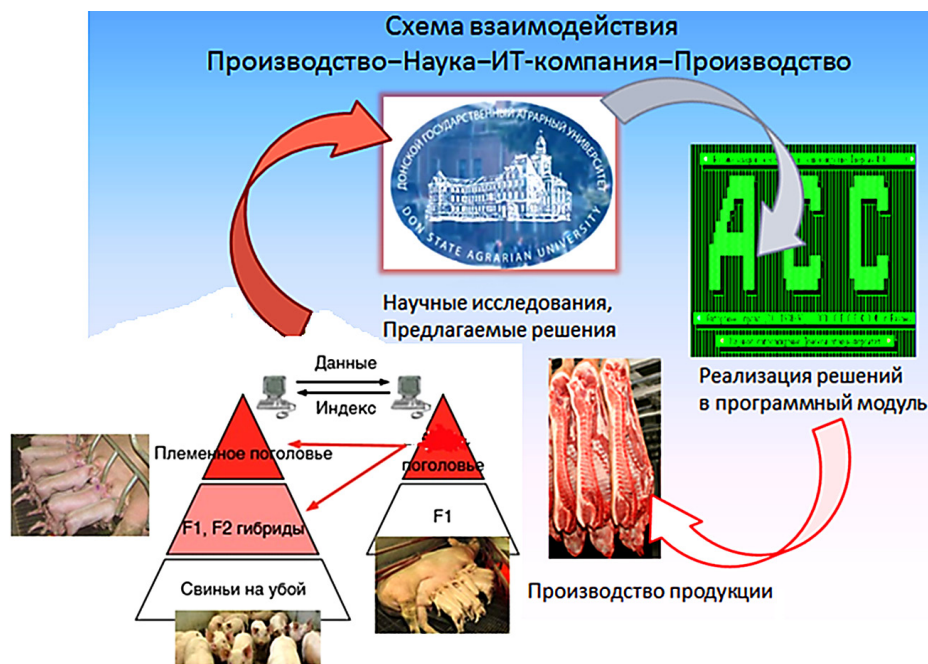 Схема взаимодействия
Производство–Наука–ИТ-компания–Производство
ДОНСКОЙ ГОСУДАРСТВЕННЫЙ АГРАРНЫЙ УНИВЕРСИТЕТ
DON STATE AGRARIAN UNIVERSITY
АСС
Научные исследования,
Предлагаемые решения
Реализация решений
в программный модуль
Данные
Индекс
Племенное поголовье
поголовье
F1, F2 гибриды
F1
Свиньи на убой
Производство продукции